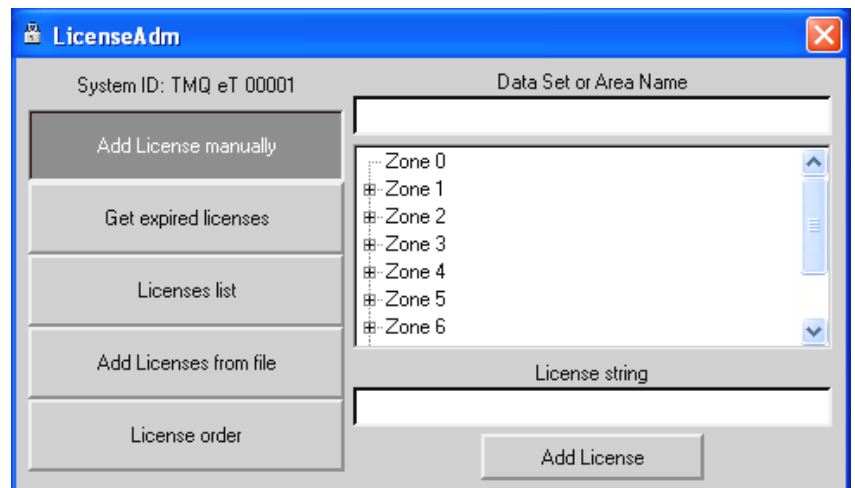 LicenseAdm
System ID: TMQ eT 00001
Add License manually
Get expired licenses
Licenses list
Add Licenses from file
License order
Data Set or Area Name
Zone 0
Zone 1
Zone 2
Zone 3
Zone 4
Zone 5
Zone 6
License string
Add License